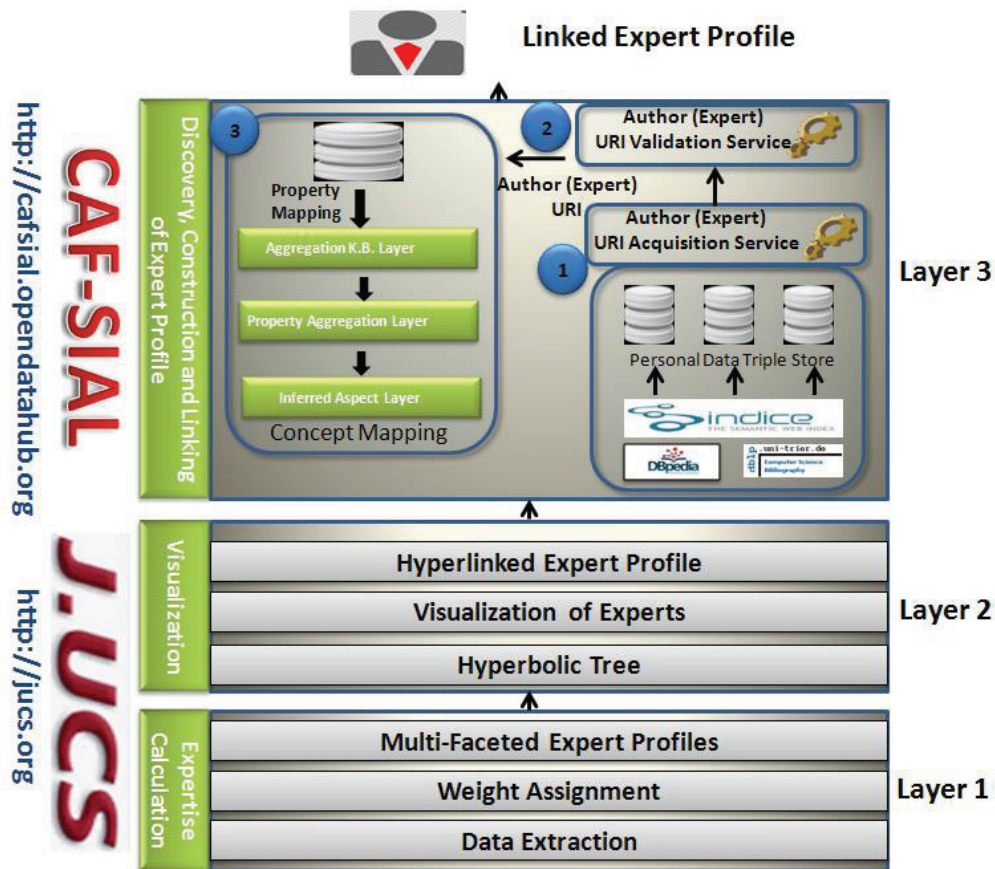 Linked Expert Profile
http://cafsial.opendatahub.org
CAF-SIAL
Discovery, Construction and Linking
of Expert Profile
3
Property
Mapping
Aggregation K.B. Layer
Property Aggregation Layer
Inferred Aspect Layer
Concept Mapping
2
Author (Expert)
URI Validation Service
Author (Expert)
URI
Author (Expert)
URI Acquisition Service
1
Personal Data Triple Store
indice
THE SEMANTIC WEB INDEX
DBpedia
dblp
.uni-trier.de
Computer Science
Bibliography
Layer 3
http://jucs.org
J.UCS
Visualization
Hyperlinked Expert Profile
Visualization of Experts
Hyperbolic Tree
Layer 2
Expertise
Calculation
Multi-Faceted Expert Profiles
Weight Assignment
Data Extraction
Layer 1